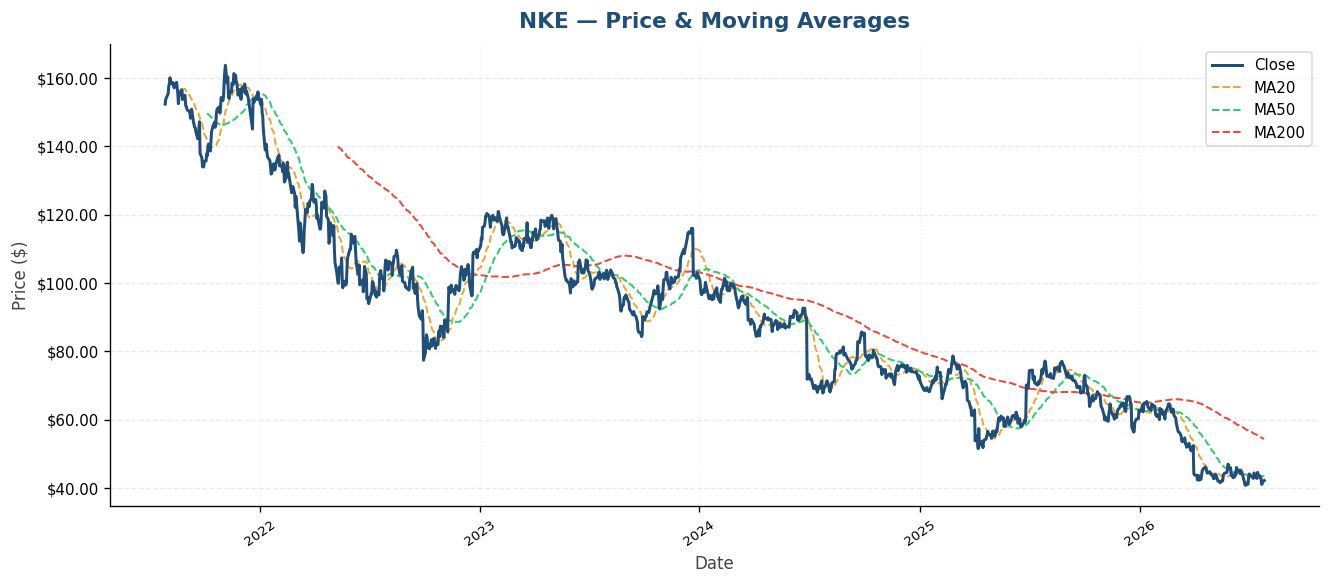 NKE — Price & Moving Averages
Close
MA20
MA50
MA200
$160.00
$140.00
$120.00
$100.00
$80.00
$60.00
$40.00
Price ($)
2022
2023
2024
2025
2026
Date